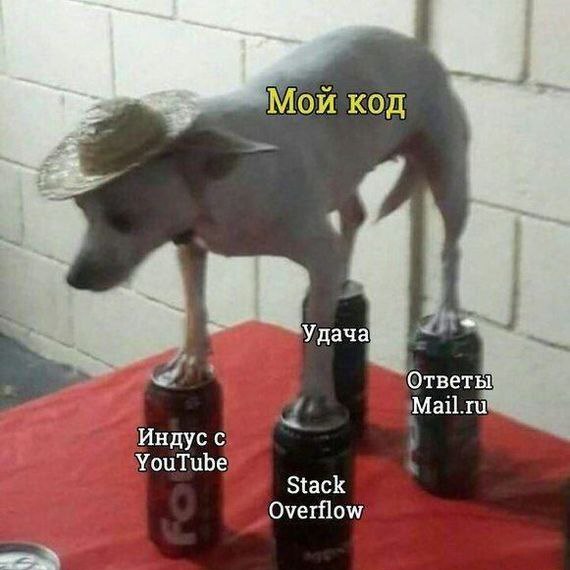 Мой код
Удача
Ответы
Mail.ru
Индус с
YouTube
Stack
Overflow